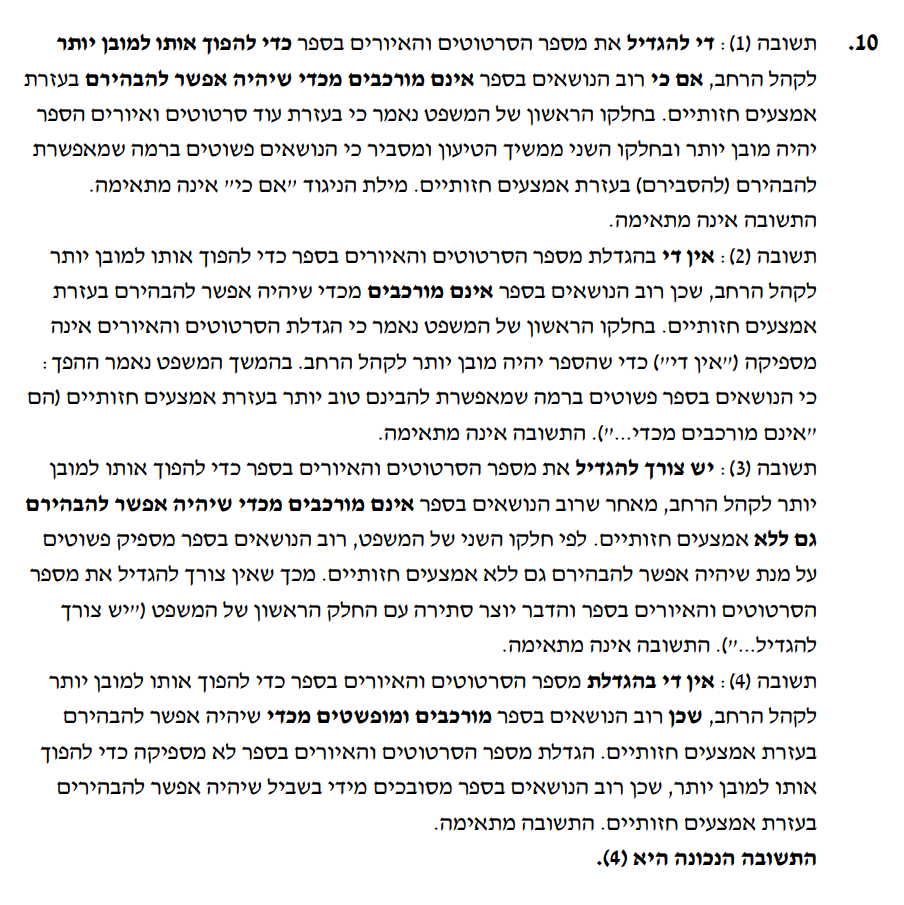 10. תשובה (1): די להגדיל את מספר הסרטוטים והאיורים בספר כדי להפוך אותו למובן יותר
לקהל הרחב, אם כי רוב הנושאים בספר אינם מורכבים מכדי שיהיה אפשר להבהירם בעזרת
אמצעים חזותיים. בחלקו הראשון של המשפט נאמר כי בעזרת עוד סרטוטים ואיורים הספר
יהיה מובן יותר ובחלקו השני ממשיך הטיעון ומסביר כי הנושאים פשוטים ברמה שמאפשרת
להבהירם (להסבירם) בעזרת אמצעים חזותיים. מילת הניגוד "אם כי" אינה מתאימה.
התשובה אינה מתאימה.
תשובה (2): אין די בהגדלת מספר הסרטוטים והאיורים בספר כדי להפוך אותו למובן יותר
לקהל הרחב, שכן רוב הנושאים בספר אינם מורכבים מכדי שיהיה אפשר להבהירם בעזרת
אמצעים חזותיים. בחלקו הראשון של המשפט נאמר כי הגדלת הסרטוטים והאיורים אינה
מספיקה ("אין די") כדי שהספר יהיה מובן יותר לקהל הרחב. בהמשך המשפט נאמר ההפך:
כי הנושאים בספר פשוטים ברמה שמאפשרת להבינם טוב יותר בעזרת אמצעים חזותיים (הם
"אינם מורכבים מכדי..."). התשובה אינה מתאימה.
תשובה (3): יש צורך להגדיל את מספר הסרטוטים והאיורים בספר כדי להפוך אותו למובן
יותר לקהל הרחב, מאחר שרוב הנושאים בספר אינם מורכבים מכדי שיהיה אפשר להבהירם
גם ללא אמצעים חזותיים. לפי חלקו השני של המשפט, רוב הנושאים בספר מספיק פשוטים
על מנת שיהיה אפשר להבהירם גם ללא אמצעים חזותיים. מכך שאין צורך להגדיל את מספר
הסרטוטים והאיורים בספר והדבר יוצר סתירה עם החלק הראשון של המשפט ("יש צורך
להגדיל..."). התשובה אינה מתאימה.
תשובה (4): אין די בהגדלת מספר הסרטוטים והאיורים בספר כדי להפוך אותו למובן יותר
לקהל הרחב, שכן רוב הנושאים בספר מורכבים ומופשטים מכדי שיהיה אפשר להבהירם
בעזרת אמצעים חזותיים. הגדלת מספר הסרטוטים והאיורים בספר לא מספיקה כדי להפוך
אותו למובן יותר, שכן רוב הנושאים בספר מסובכים מידי בשביל שיהיה אפשר להבהירים
בעזרת אמצעים חזותיים. התשובה מתאימה.
התשובה הנכונה היא (4).